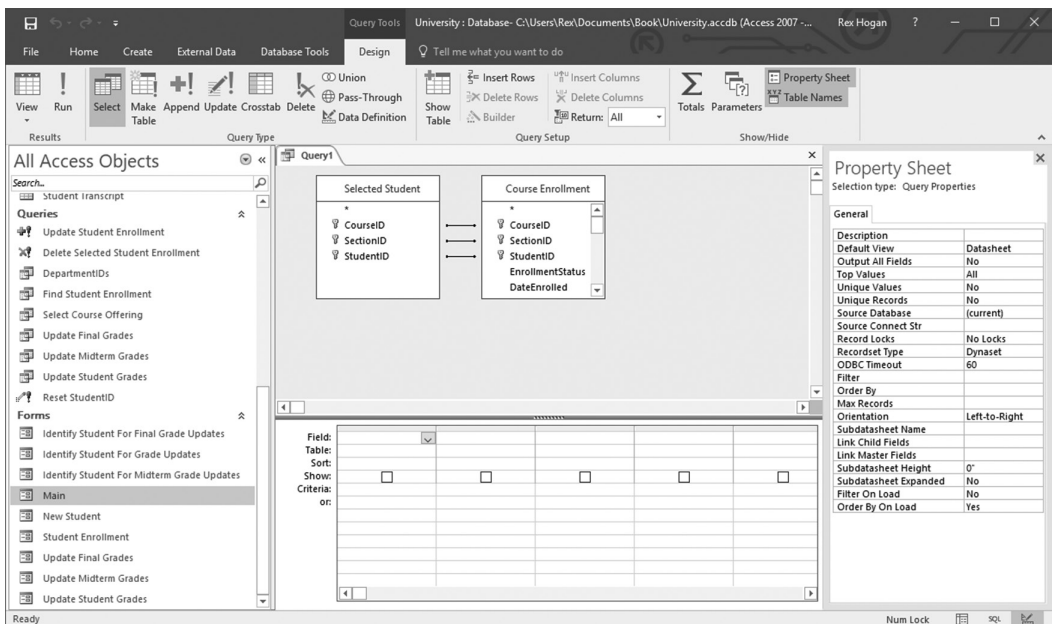 Query Tools University : Database- C:\Users\Rex\Documents\Book\University.accdb (Access 2007 -... Rex Hogan ?
File Home Create External Data Database Tools Design Tell me what you want to do
View
Run
Select
Make Table
Append
Update
Crosstab
Delete
Union
Pass-Through
Data Definition
Show Table
Insert Rows
Delete Rows
Builder
Insert Columns
Delete Columns
Return: All
Totals
Parameters
Property Sheet
Table Names
Results Query Type Query Setup Show/Hide
All Access Objects
Search...
Student Transcript
Queries
Update Student Enrollment
Delete Selected Student Enrollment
DepartmentIDs
Find Student Enrollment
Select Course Offering
Update Final Grades
Update Midterm Grades
Update Student Grades
Reset StudentID
Forms
Identify Student For Final Grade Updates
Identify Student For Grade Updates
Identify Student For Midterm Grade Updates
Main
New Student
Student Enrollment
Update Final Grades
Update Midterm Grades
Update Student Grades
Query1
Selected Student
*
CourseID
SectionID
StudentID
Course Enrollment
*
CourseID
SectionID
StudentID
EnrollmentStatus
DateEnrolled
Field:
Table:
Sort:
Show:
Criteria:
or:
Property Sheet
Selection type: Query Properties
General
Description
Default View Datasheet
Output All Fields No
Top Values All
Unique Values No
Unique Records No
Source Database (current)
Source Connect Str
Record Locks No Locks
Recordset Type Dynaset
ODBC Timeout 60
Filter
Order By
Max Records
Orientation Left-to-Right
Subdatasheet Name
Link Child Fields
Link Master Fields
Subdatasheet Height 0"
Subdatasheet Expanded No
Filter On Load No
Order By On Load Yes
Ready Num Lock SQL